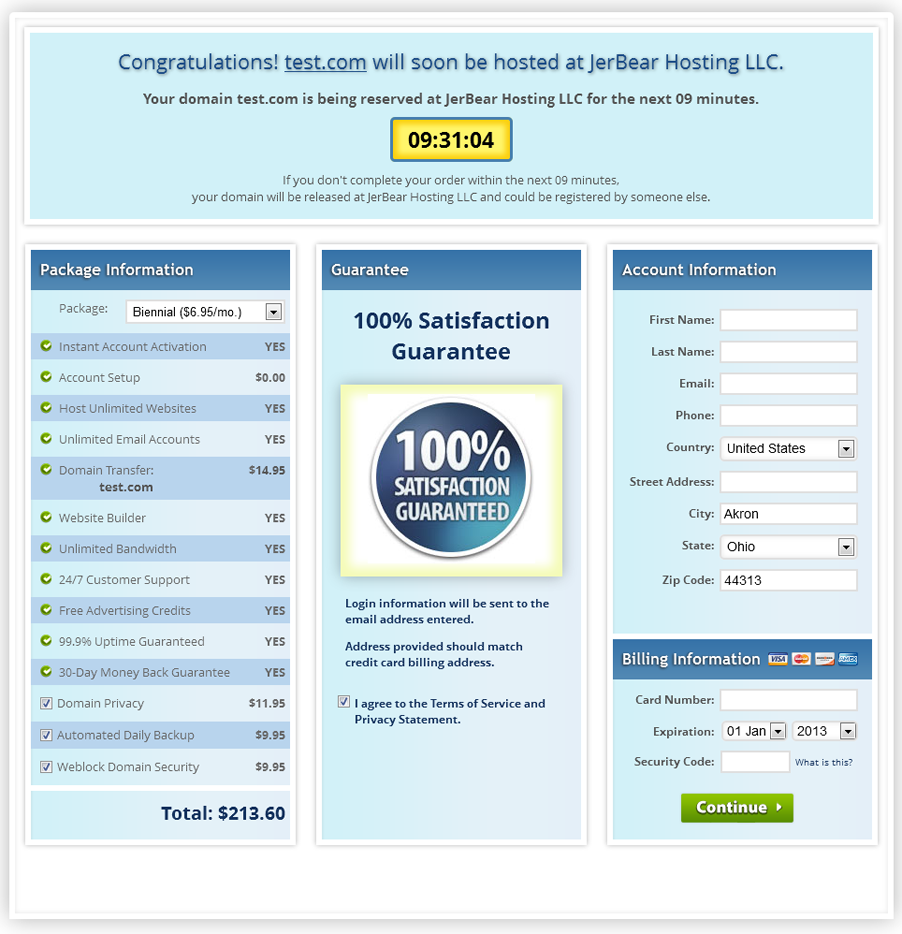 Congratulations! test.com will soon be hosted at JerBear Hosting LLC.
Your domain test.com is being reserved at JerBear Hosting LLC for the next 09 minutes.
09:31:04
If you don't complete your order within the next 09 minutes,
your domain will be released at JerBear Hosting LLC and could be registered by someone else.
Package Information
Package: Biennial ($6.95/mo.)
Instant Account Activation YES
Account Setup $0.00
Host Unlimited Websites YES
Unlimited Email Accounts YES
Domain Transfer: $14.95
test.com
Website Builder YES
Unlimited Bandwidth YES
24/7 Customer Support YES
Free Advertising Credits YES
99.9% Uptime Guaranteed YES
30-Day Money Back Guarantee YES
Domain Privacy $11.95
Automated Daily Backup $9.95
Weblock Domain Security $9.95
Total: $213.60
Guarantee
100% Satisfaction
Guarantee
100%
SATISFACTION
GUARANTEED
Login information will be sent to the
email address entered.
Address provided should match
credit card billing address.
I agree to the Terms of Service and
Privacy Statement.
Account Information
First Name:
Last Name:
Email:
Phone:
Country: United States
Street Address:
City: Akron
State: Ohio
Zip Code: 44313
Billing Information VISA MasterCard DISCOVER AMEX
Card Number:
Expiration: 01 Jan 2013
Security Code: What is this?
Continue